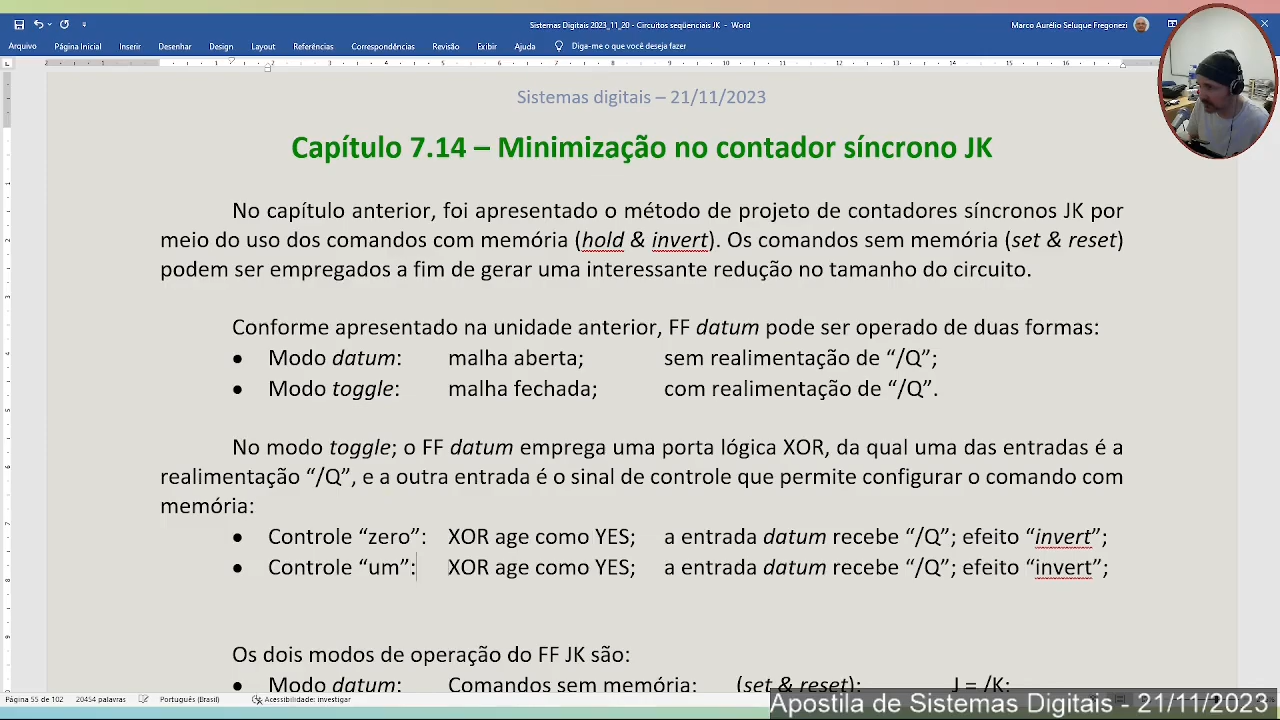 Sistemas Digitais 2023_11_20 - Circuitos seqüenciais JK - Word
Marco Aurélio Seluque Fregonezi
Arquivo Página Inicial Inserir Desenhar Design Layout Referências Correspondências Revisão Exibir Ajuda Diga-me o que você deseja fazer
Sistemas digitais – 21/11/2023
Capítulo 7.14 – Minimização no contador síncrono JK
No capítulo anterior, foi apresentado o método de projeto de contadores síncronos JK por
meio do uso dos comandos com memória (hold & invert). Os comandos sem memória (set & reset)
podem ser empregados a fim de gerar uma interessante redução no tamanho do circuito.
Conforme apresentado na unidade anterior, FF datum pode ser operado de duas formas:
• Modo datum: malha aberta; sem realimentação de “/Q”;
• Modo toggle: malha fechada; com realimentação de “/Q”.
No modo toggle; o FF datum emprega uma porta lógica XOR, da qual uma das entradas é a
realimentação “/Q”, e a outra entrada é o sinal de controle que permite configurar o comando com
memória:
• Controle “zero”: XOR age como YES; a entrada datum recebe “/Q”; efeito “invert”;
• Controle “um”: XOR age como YES; a entrada datum recebe “/Q”; efeito “invert”;
Os dois modos de operação do FF JK são:
• Modo datum: Comandos sem memória: (set & reset); J = /K;
Página 55 de 102 20454 palavras Português (Brasil) Acessibilidade: investigar
Apostila de Sistemas Digitais - 21/11/2023